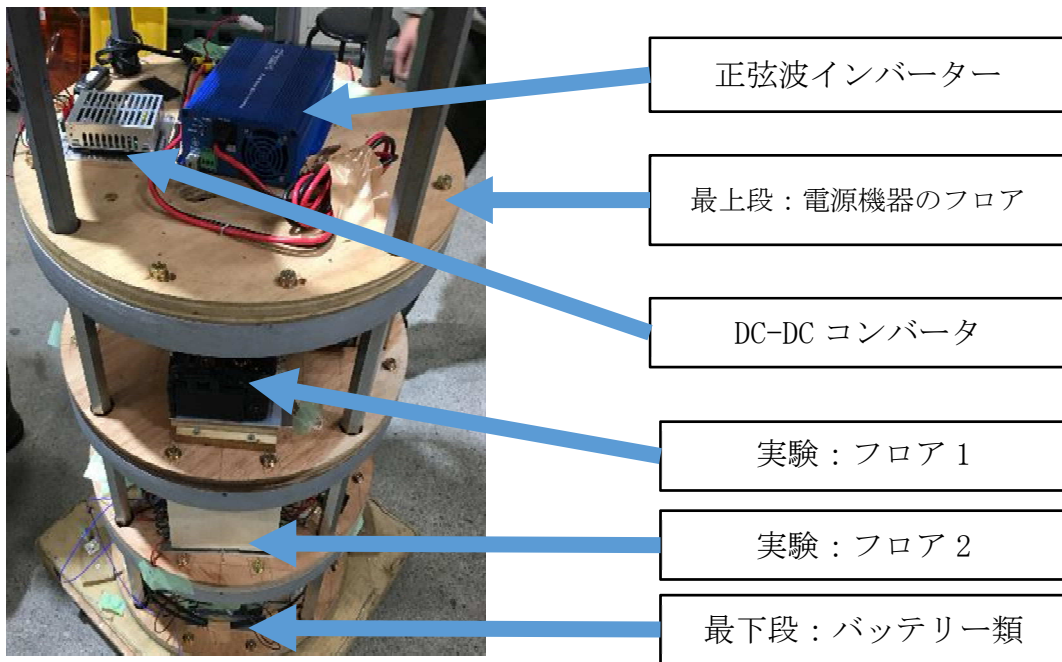 正弦波インバーター
最上段：電源機器のフロア
DC-DC コンバータ
実験：フロア 1
実験：フロア 2
最下段：バッテリー類